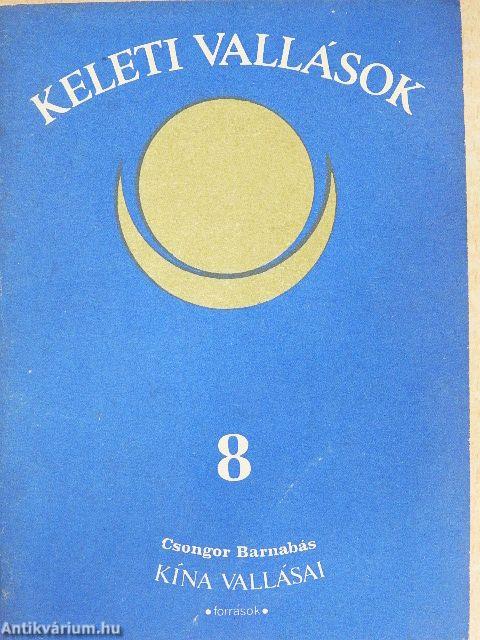 KELETI VALLÁSOK
8
Csongor Barnabás
KÍNA VALLÁSAI
•források•
Antikvárium.hu